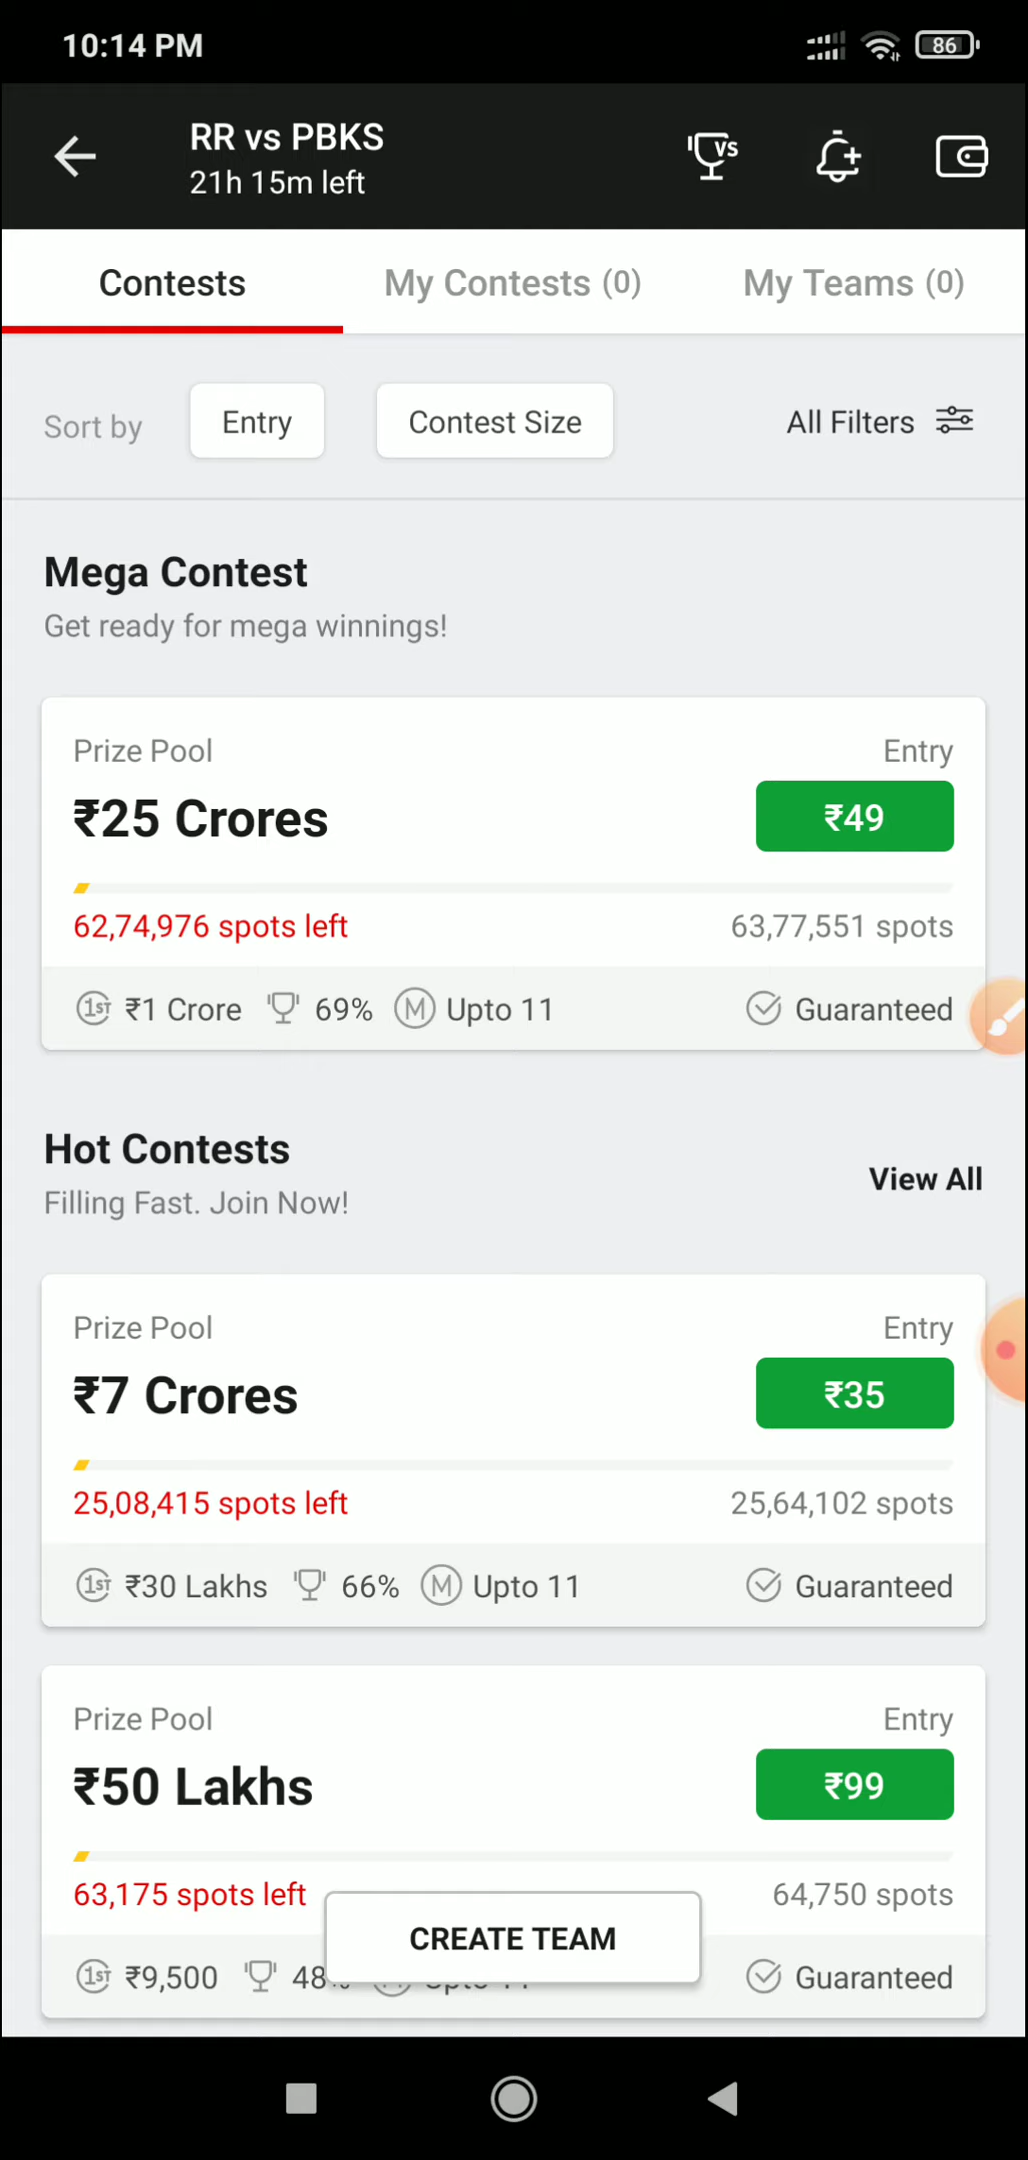 10:14 PM
86
RR vs PBKS
21h 15m left
VS
Contests
My Contests (0)
My Teams (0)
Sort by
Entry
Contest Size
All Filters
Mega Contest
Get ready for mega winnings!
Prize Pool
Entry
₹25 Crores
₹49
62,74,976 spots left
63,77,551 spots
1ST ₹1 Crore
69%
M Upto 11
Guaranteed
Hot Contests
View All
Filling Fast. Join Now!
Prize Pool
Entry
₹7 Crores
₹35
25,08,415 spots left
25,64,102 spots
1ST ₹30 Lakhs
66%
M Upto 11
Guaranteed
Prize Pool
Entry
₹50 Lakhs
₹99
63,175 spots left
64,750 spots
CREATE TEAM
1ST ₹9,500
48%
Guaranteed